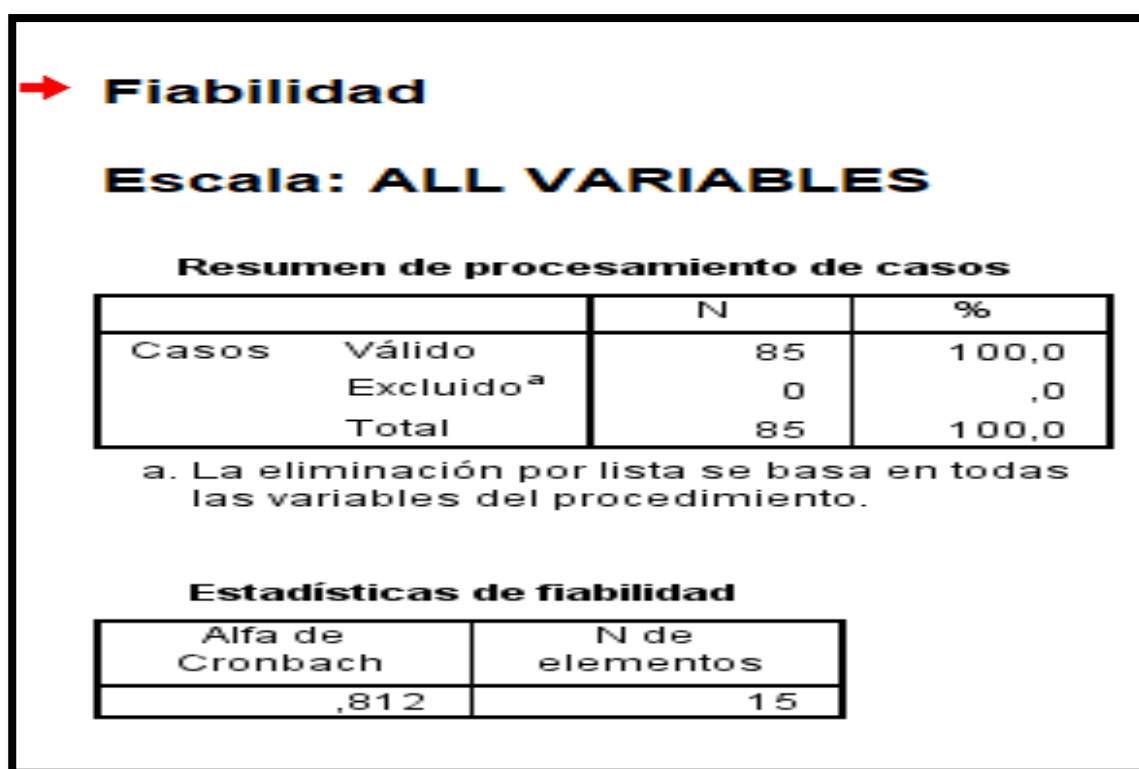 Fiabilidad
Escala: ALL VARIABLES
Resumen de procesamiento de casos
N %
Casos Válido 85 100,0
Excluido^a 0 ,0
Total 85 100,0
a. La eliminación por lista se basa en todas
las variables del procedimiento.
Estadísticas de fiabilidad
Alfa de N de
Cronbach elementos
,812 15